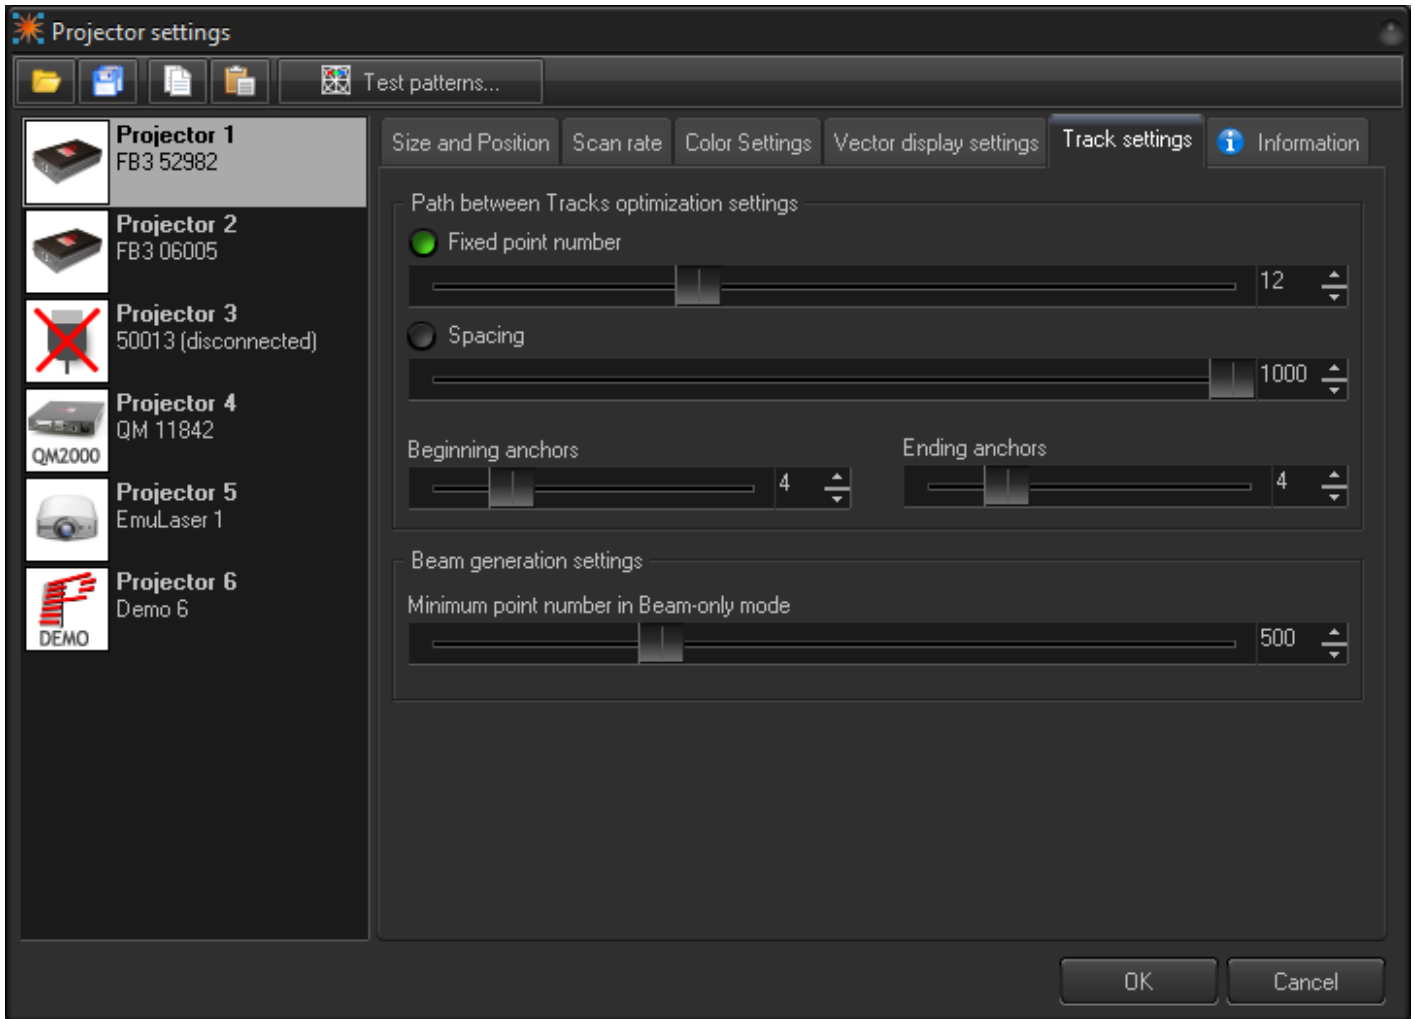 Projector settings
Test patterns...
Projector 1
FB3 52982
Projector 2
FB3 06005
Projector 3
50013 (disconnected)
Projector 4
QM 11842
QM2000
Projector 5
EmuLaser 1
Projector 6
Demo 6
DEMO
Size and Position
Scan rate
Color Settings
Vector display settings
Track settings
Information
Path between Tracks optimization settings
Fixed point number
12
Spacing
1000
Beginning anchors
4
Ending anchors
4
Beam generation settings
Minimum point number in Beam-only mode
500
OK
Cancel